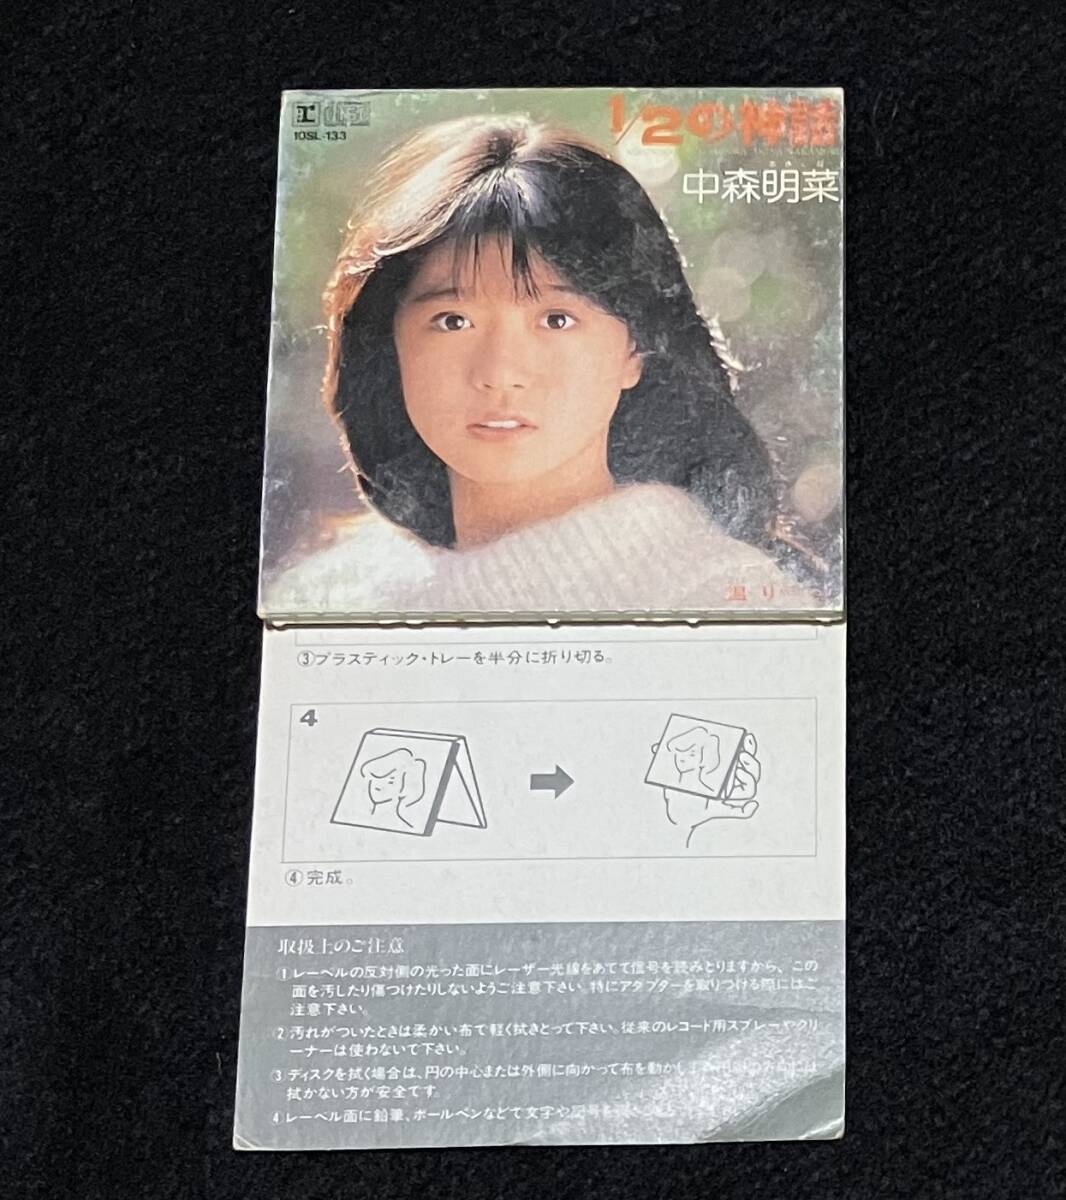 10SL-133
1/2の神話
中森明菜
温り
③プラスティック・トレーを半分に折り切る。
4
④完成。
取扱上のご注意
①レーベルの反対側の光った面にレーザー光線をあてて信号を読みとりますから、この
面を汚したり傷つけたりしないようご注意下さい。特にアダプターを取りつける際にはご
注意下さい。
②汚れがついたときは柔かい布で軽く拭きとって下さい。従来のレコード用スプレーやクリ
ーナーは使わないで下さい。
③ディスクを拭く場合は、円の中心または外側に向かって布を動かし
拭かない方が安全です。
④レーベル面に鉛筆、ボールペンなどで文字や記号を